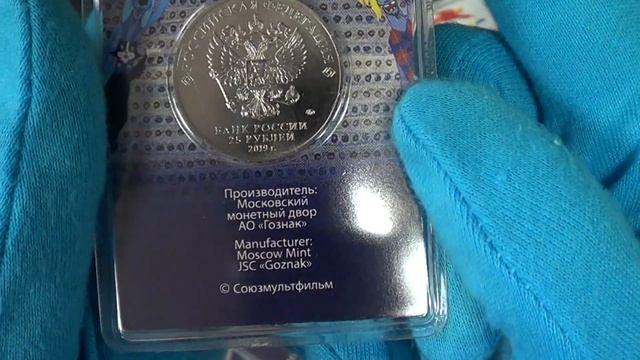 РОССИЙСКАЯ ФЕДЕРАЦИЯ
БАНК РОССИИ
25 РУБЛЕЙ
2019 г.
Производитель:
Московский
монетный двор
АО «Гознак»
Manufacturer:
Moscow Mint
JSC «Goznak»
© Союзмультфильм